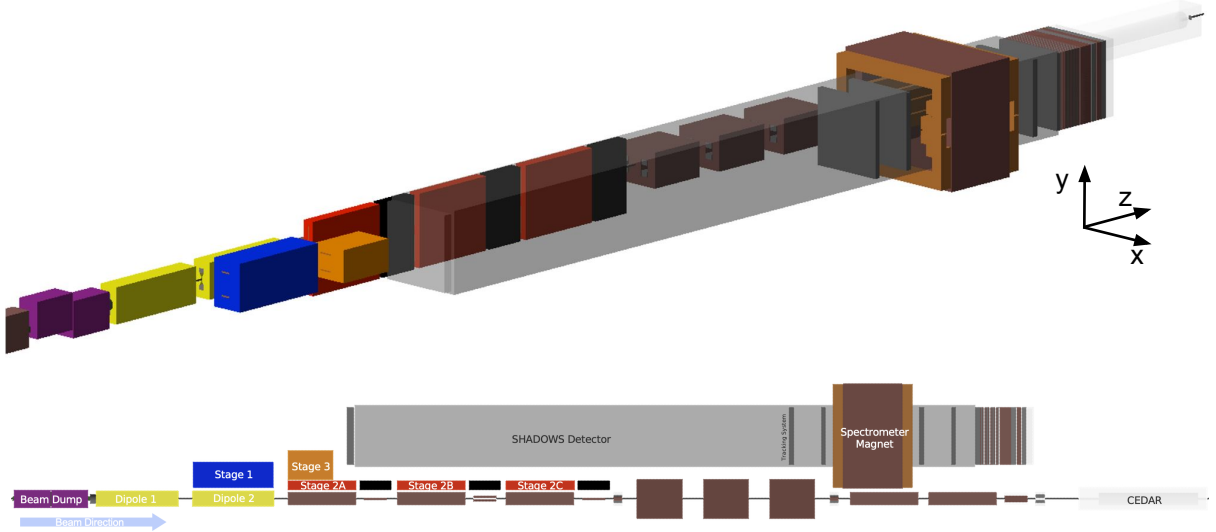 y
z
x
Tracking System
SHADOWS Detector
Spectrometer
Magnet
Stage 3
Stage 1
Stage 2A
Stage 2B
Stage 2C
Beam Dump
Dipole 1
Dipole 2
CEDAR
Beam Direction